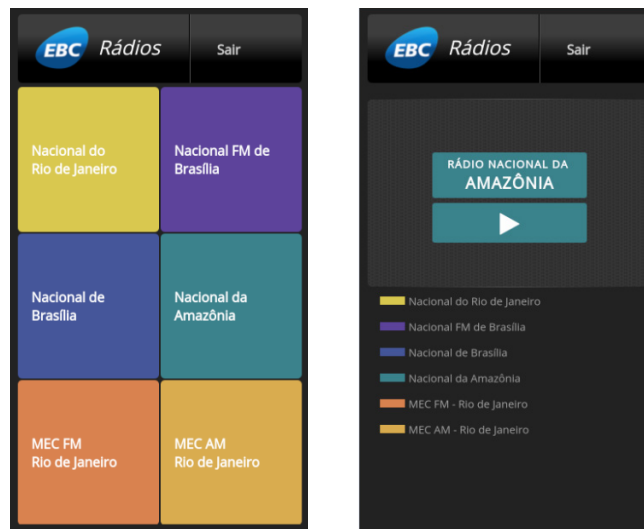 EBC Rádios
Sair
Nacional do
Rio de Janeiro
Nacional FM de
Brasília
Nacional de
Brasília
Nacional da
Amazônia
MEC FM
Rio de Janeiro
MEC AM
Rio de Janeiro
EBC Rádios
Sair
RÁDIO NACIONAL DA
AMAZÔNIA
Nacional do Rio de Janeiro
Nacional FM de Brasília
Nacional de Brasília
Nacional da Amazônia
MEC FM - Rio de Janeiro
MEC AM - Rio de Janeiro